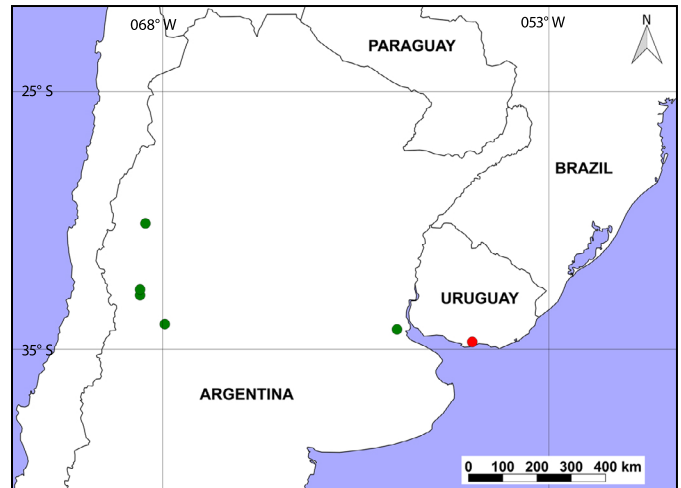 068° W
053° W
N
PARAGUAY
25° S
BRAZIL
URUGUAY
35° S
ARGENTINA
0 100 200 300 400 km